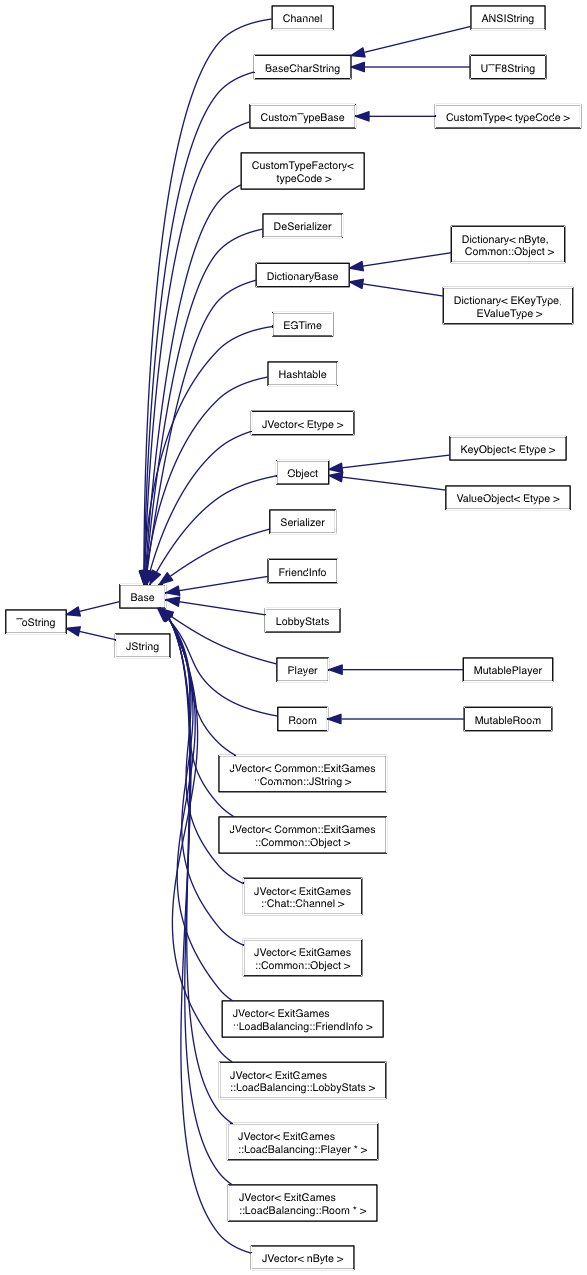 Channel
ANSIString
BaseCharString
UTF8String
CustomTypeBase
CustomType< typeCode >
CustomTypeFactory<
typeCode >
DeSerializer
Dictionary< nByte,
Common::Object >
DictionaryBase
Dictionary< EKeyType,
EValueType >
EGTime
Hashtable
JVector< Etype >
KeyObject< Etype >
Object
ValueObject< Etype >
Serializer
FriendInfo
Base
LobbyStats
ToString
JString
Player
MutablePlayer
Room
MutableRoom
JVector< Common::ExitGames
::Common::JString >
JVector< Common::ExitGames
::Common::Object >
JVector< ExitGames
::Chat::Channel >
JVector< ExitGames
::Common::Object >
JVector< ExitGames
::LoadBalancing::FriendInfo >
JVector< ExitGames
::LoadBalancing::LobbyStats >
JVector< ExitGames
::LoadBalancing::Player * >
JVector< ExitGames
::LoadBalancing::Room * >
JVector< nByte >